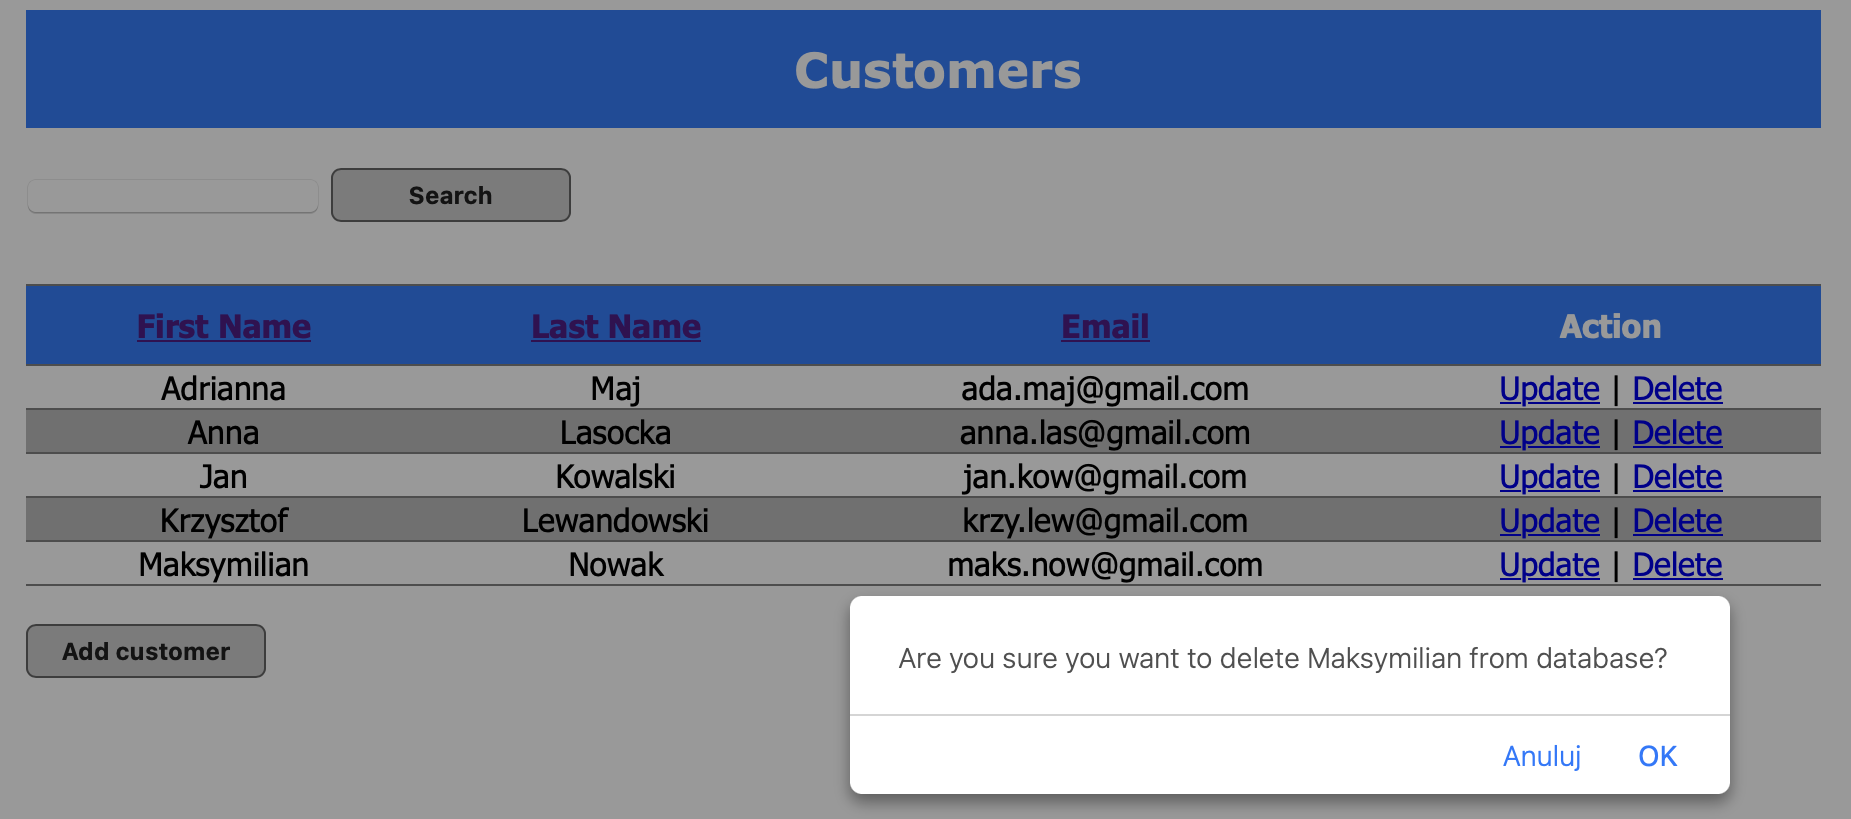 Customers
Search
First Name Last Name Email Action
Adrianna Maj ada.maj@gmail.com Update | Delete
Anna Lasocka anna.las@gmail.com Update | Delete
Jan Kowalski jan.kow@gmail.com Update | Delete
Krzysztof Lewandowski krzy.lew@gmail.com Update | Delete
Maksymilian Nowak maks.now@gmail.com Update | Delete
Add customer
Are you sure you want to delete Maksymilian from database?
Anuluj OK